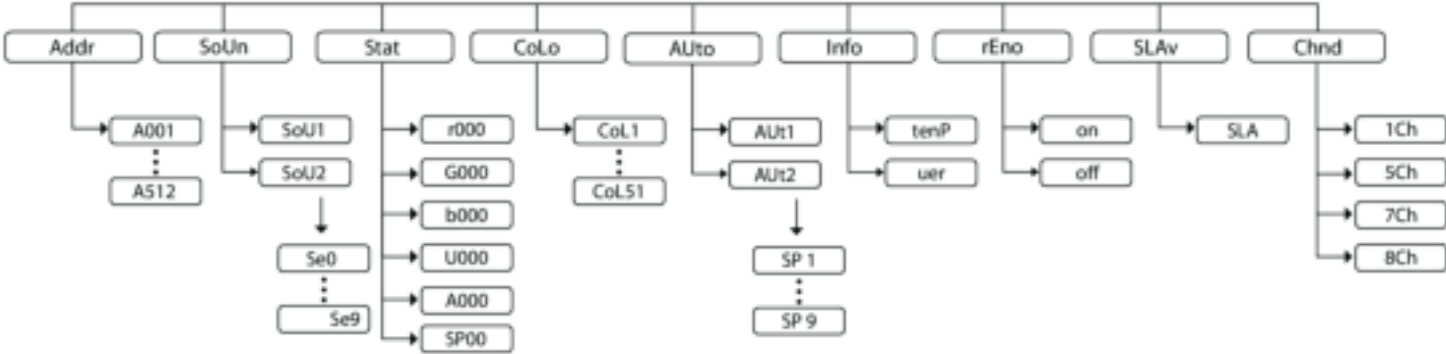 Addr SoUn Stat CoLo AUto Info rEno SLAv Chnd
A001 SoU1 r000 CoL1 AUt1 tenP on SLA 1Ch
A512 SoU2 G000 CoL51 AUt2 uer off 5Ch
b000 7Ch
Se0 U000 SP 1 8Ch
Se9 A000 SP 9
SP00